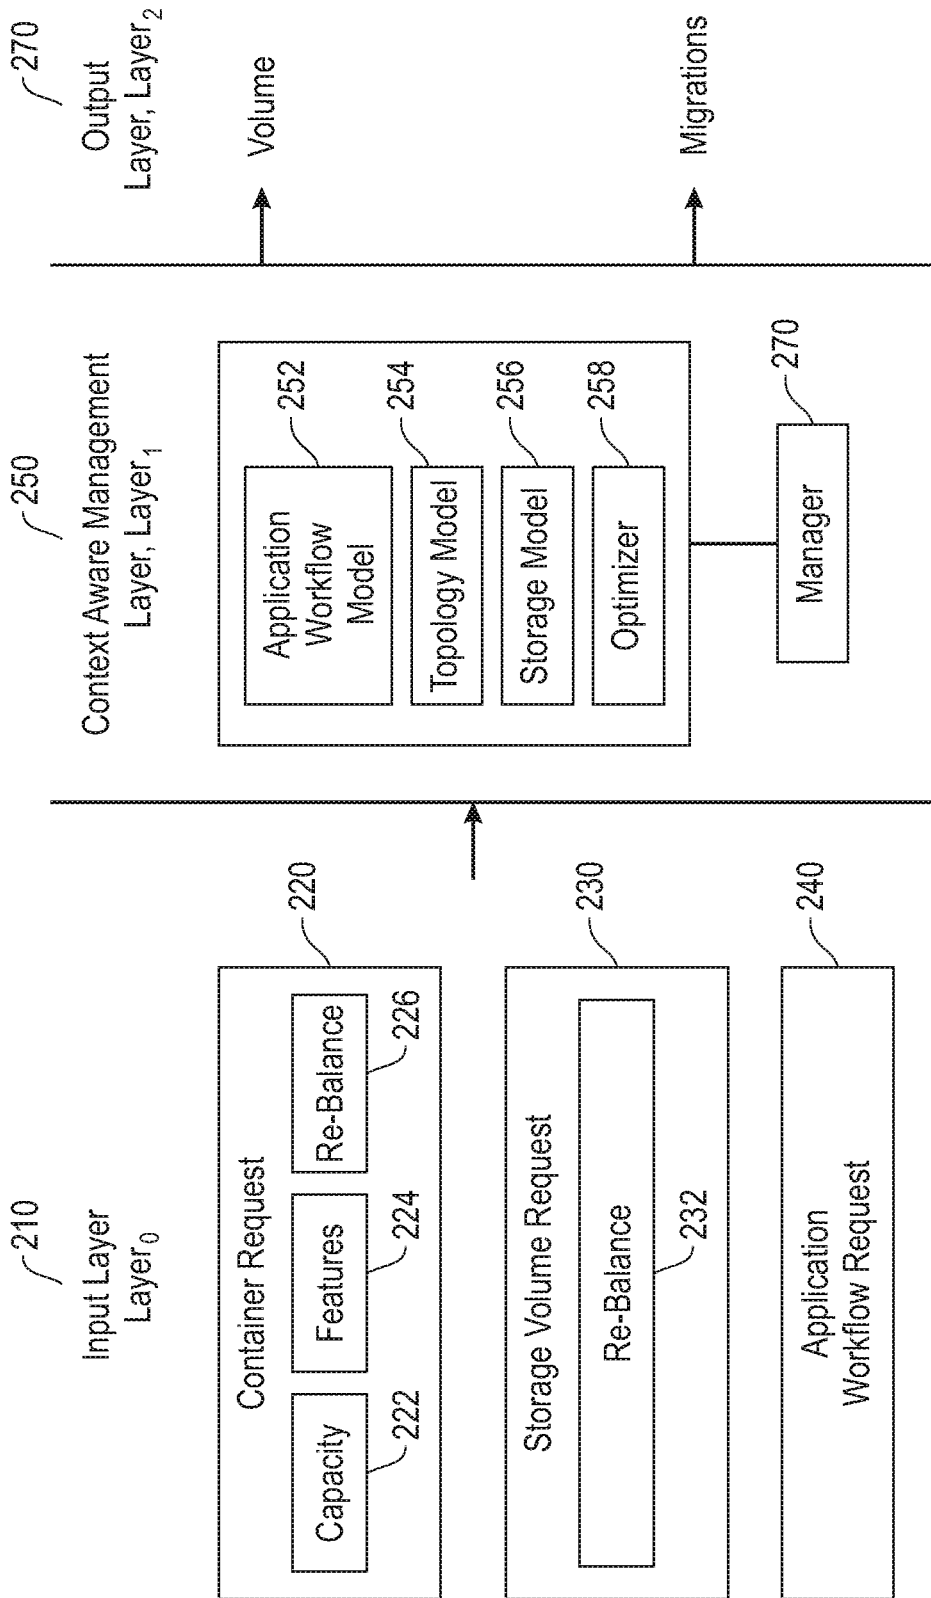 210
Input Layer
Layer0
Container Request
220
Capacity
222
Features
224
Re-Balance
226
Storage Volume Request
230
Re-Balance
232
Application
Workflow Request
240
250
Context Aware Management
Layer, Layer1
Application
Workflow
Model
252
Topology Model
254
Storage Model
256
Optimizer
258
Manager
270
270
Output
Layer, Layer2
Volume
Migrations